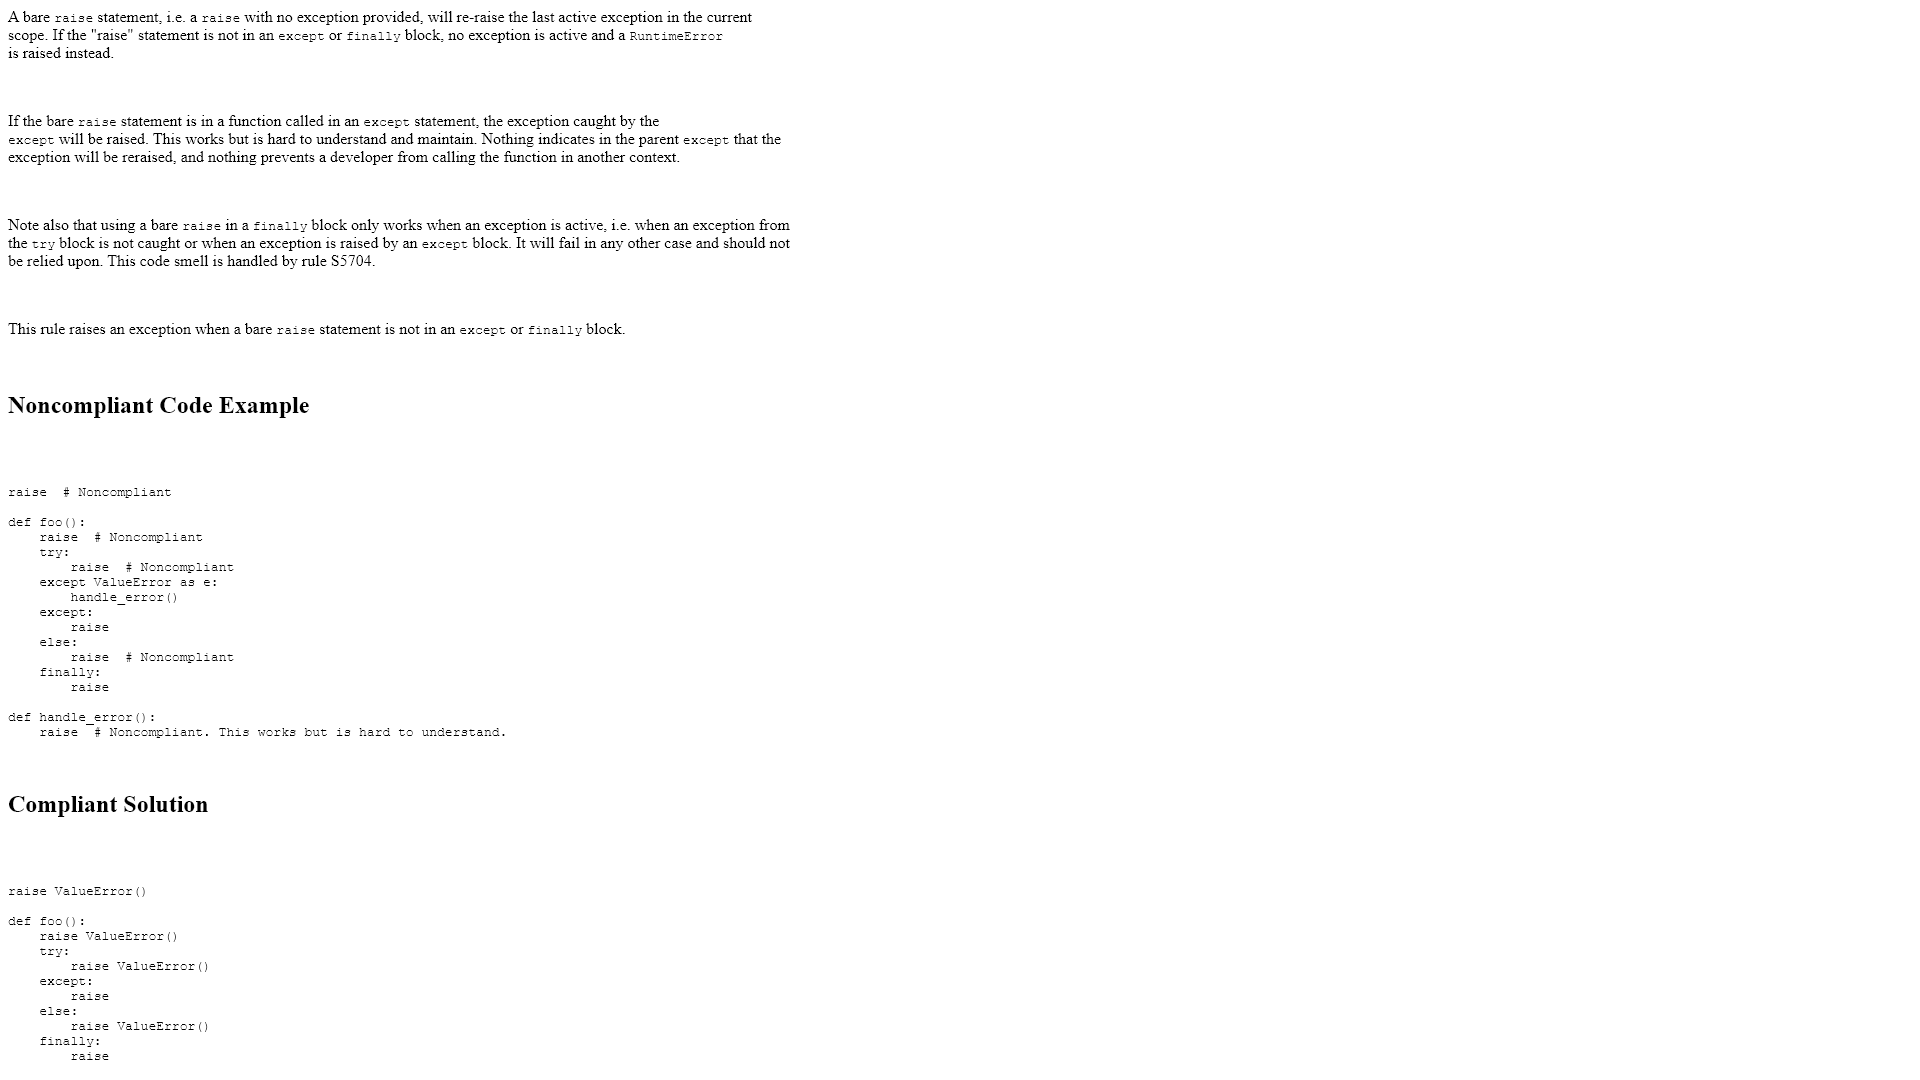 A bare raise statement, i.e. a raise with no exception provided, will re-raise the last active exception in the current
scope. If the "raise" statement is not in an except or finally block, no exception is active and a RuntimeError
is raised instead.
If the bare raise statement is in a function called in an except statement, the exception caught by the
except will be raised. This works but is hard to understand and maintain. Nothing indicates in the parent except that the
exception will be reraised, and nothing prevents a developer from calling the function in another context.
Note also that using a bare raise in a finally block only works when an exception is active, i.e. when an exception from
the try block is not caught or when an exception is raised by an except block. It will fail in any other case and should not
be relied upon. This code smell is handled by rule S5704.
This rule raises an exception when a bare raise statement is not in an except or finally block.
Noncompliant Code Example
raise  # Noncompliant
def foo():
    raise  # Noncompliant
    try:
        raise  # Noncompliant
    except ValueError as e:
        handle_error()
    except:
        raise
    else:
        raise  # Noncompliant
    finally:
        raise
def handle_error():
    raise  # Noncompliant. This works but is hard to understand.
Compliant Solution
raise ValueError()
def foo():
    raise ValueError()
    try:
        raise ValueError()
    except:
        raise
    else:
        raise ValueError()
    finally:
        raise